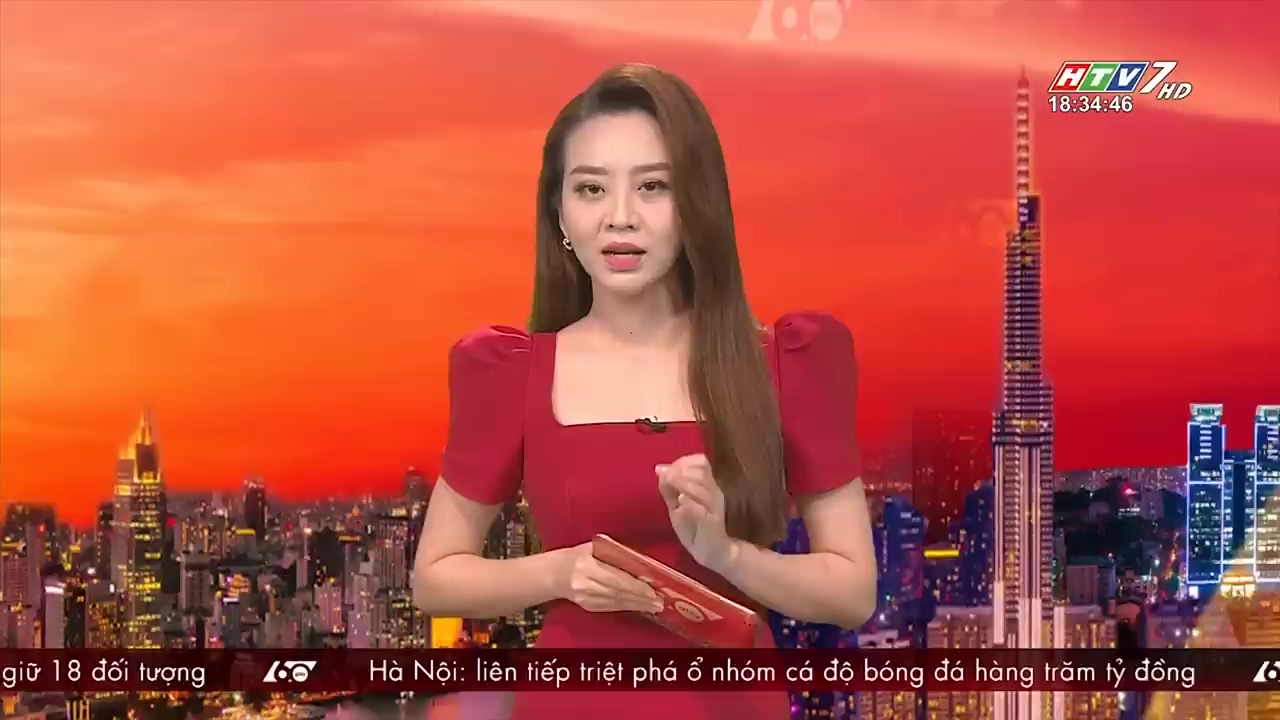 HTV7 HD
18:34:46
giữ 18 đối tượng 60 Hà Nội: liên tiếp triệt phá ổ nhóm cá độ bóng đá hàng trăm tỷ đồng